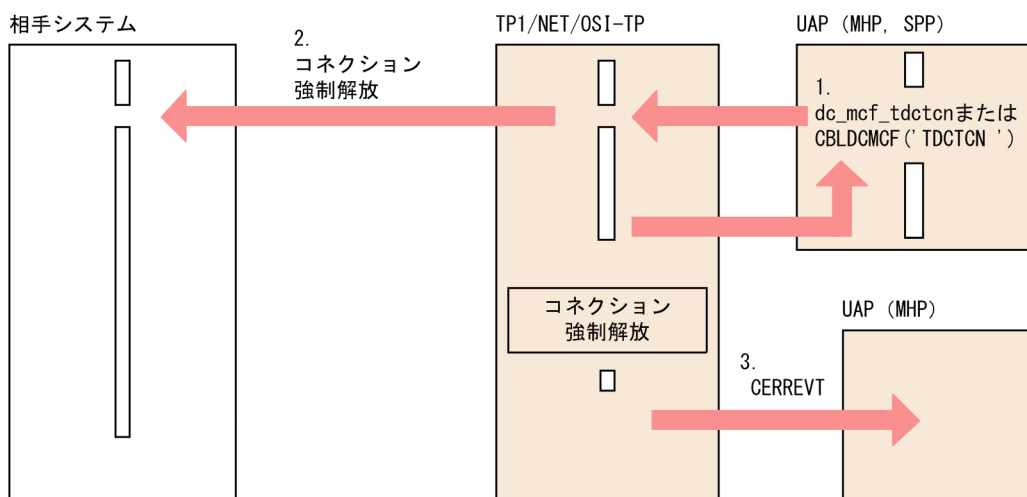 相手システム
TP1/NET/OSI-TP
UAP (MHP, SPP)
2.
コネクション
強制解放
1.
dc_mcf_tdctcnまたは
CBLDCMCF('TDCTCN ')
コネクション
強制解放
UAP (MHP)
3.
CERREVT